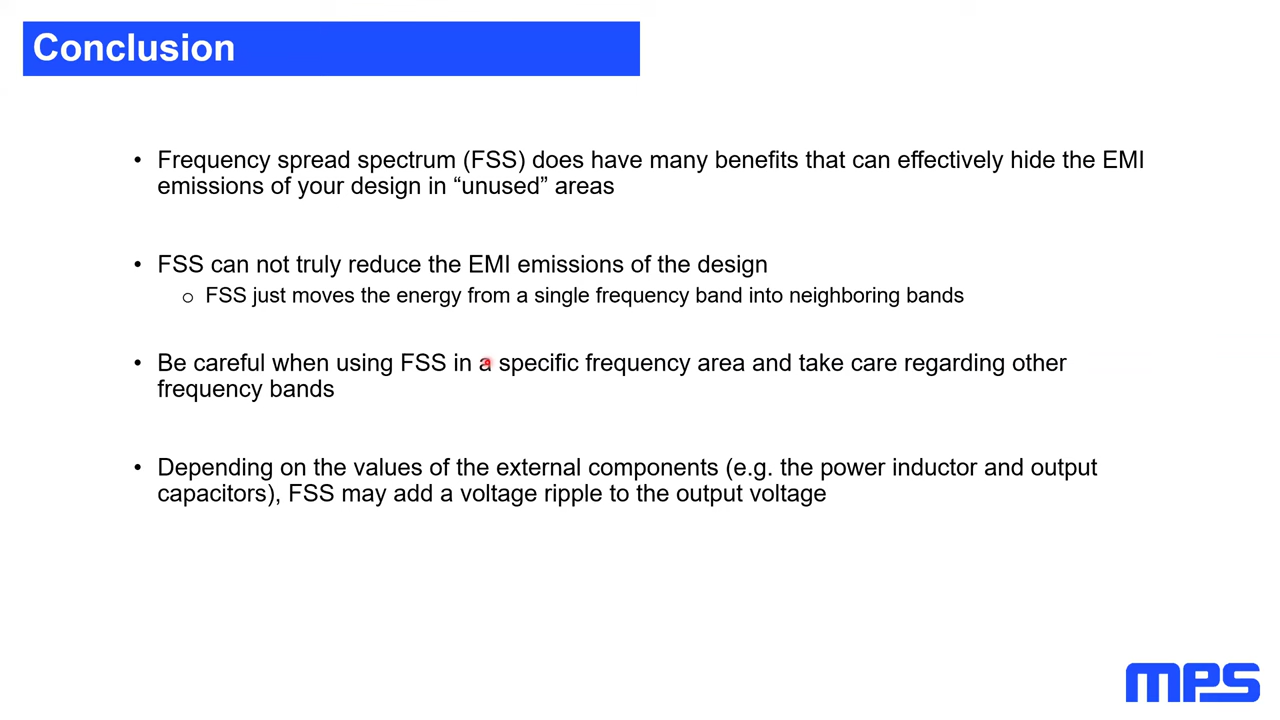 Conclusion
• Frequency spread spectrum (FSS) does have many benefits that can effectively hide the EMI
emissions of your design in “unused” areas
• FSS can not truly reduce the EMI emissions of the design
o FSS just moves the energy from a single frequency band into neighboring bands
• Be careful when using FSS in a specific frequency area and take care regarding other
frequency bands
• Depending on the values of the external components (e.g. the power inductor and output
capacitors), FSS may add a voltage ripple to the output voltage
mps